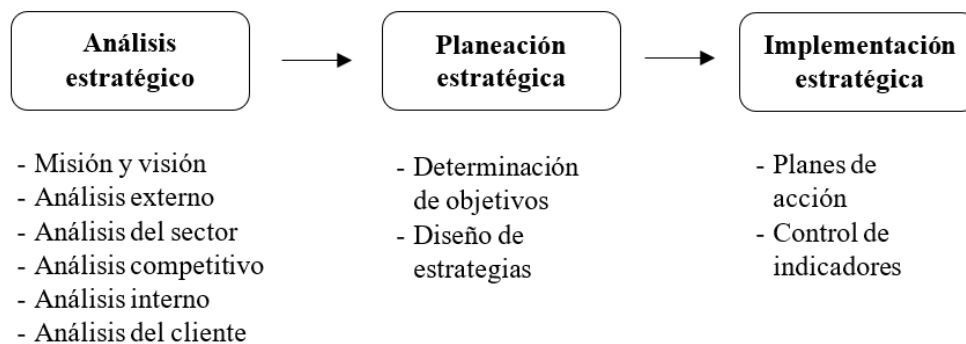 Análisis
estratégico
Planeación
estratégica
Implementación
estratégica
- Misión y visión
- Análisis externo
- Análisis del sector
- Análisis competitivo
- Análisis interno
- Análisis del cliente
- Determinación
de objetivos
- Diseño de
estrategias
- Planes de
acción
- Control de
indicadores